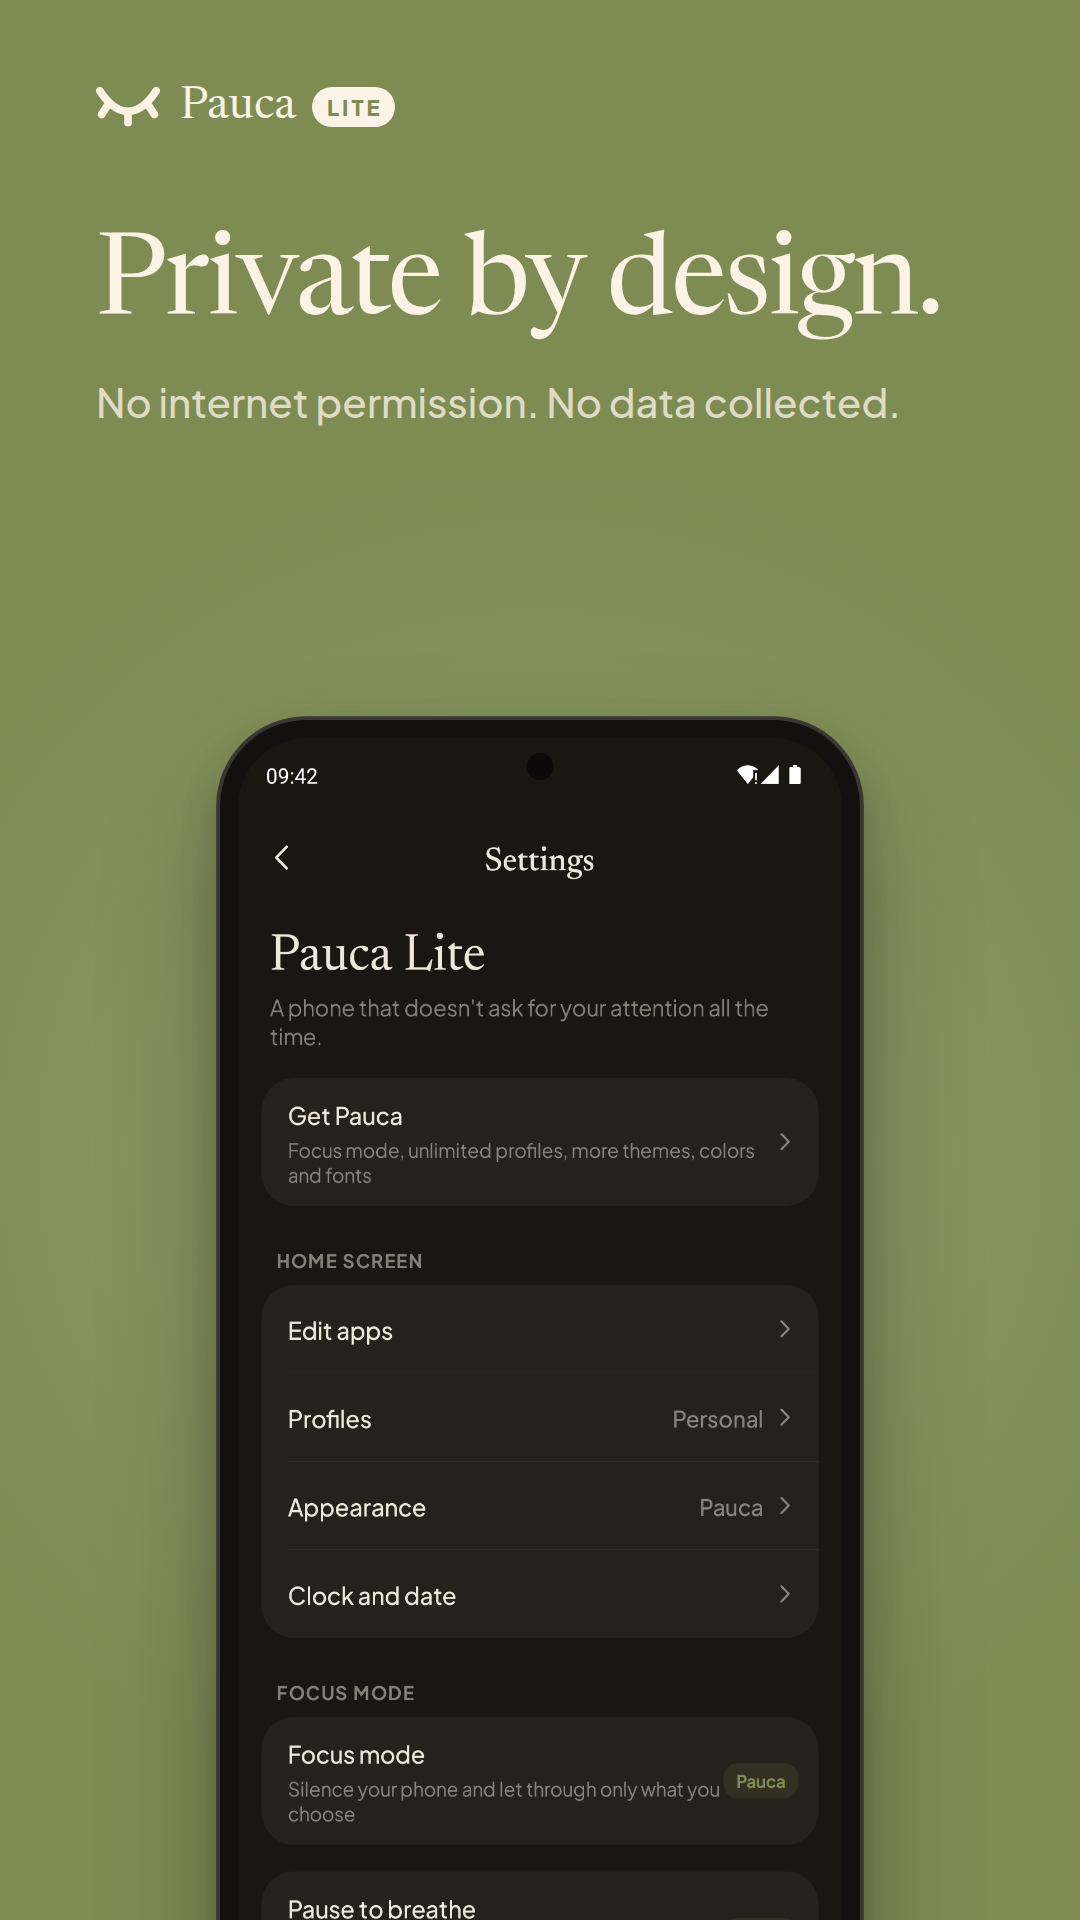 Pauca LITE
Private by design.
No internet permission. No data collected.
09:42
Settings
Pauca Lite
A phone that doesn't ask for your attention all the
time.
Get Pauca
Focus mode, unlimited profiles, more themes, colors
and fonts
HOME SCREEN
Edit apps
Profiles Personal
Appearance Pauca
Clock and date
FOCUS MODE
Focus mode
Silence your phone and let through only what you
choose
Pauca
Pause to breathe